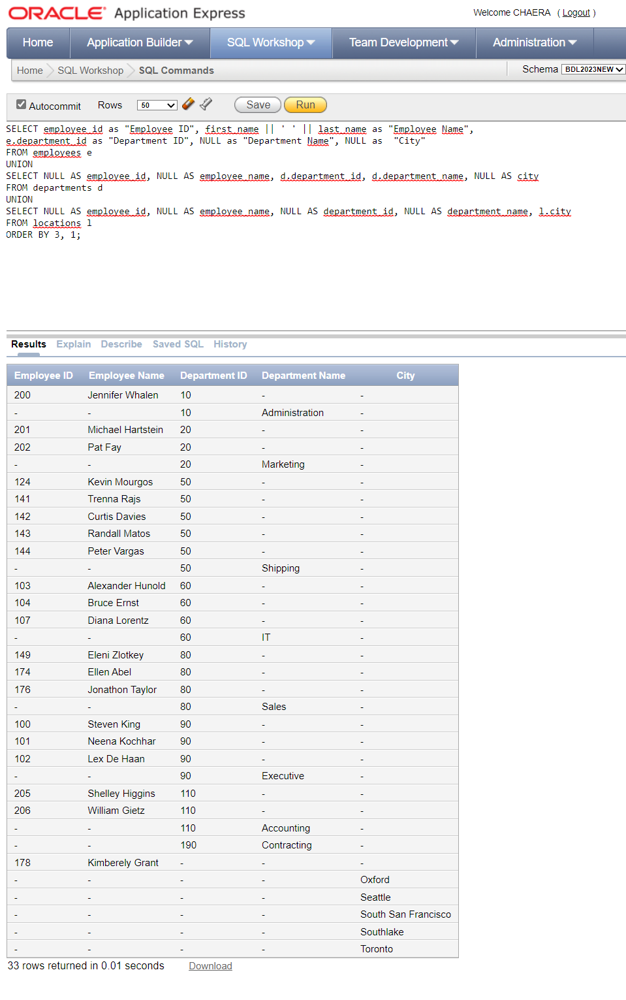 ORACLE® Application Express
Welcome CHAERA ( Logout )
Home Application Builder SQL Workshop Team Development Administration
Home SQL Workshop SQL Commands
Schema BDL2023NEW
Autocommit Rows 50 Save Run
SELECT employee_id as "Employee ID", first_name || ' ' || last_name as "Employee Name",
e.department_id as "Department ID", NULL as "Department Name", NULL as  "City"
FROM employees e
UNION
SELECT NULL AS employee_id, NULL AS employee_name, d.department_id, d.department_name, NULL AS city
FROM departments d
UNION
SELECT NULL AS employee_id, NULL AS employee_name, NULL AS department_id, NULL AS department_name, l.city
FROM locations l
ORDER BY 3, 1;
Results Explain Describe Saved SQL History
Employee ID Employee Name Department ID Department Name City
200 Jennifer Whalen 10 - -
- - 10 Administration -
201 Michael Hartstein 20 - -
202 Pat Fay 20 - -
- - 20 Marketing -
124 Kevin Mourgos 50 - -
141 Trenna Rajs 50 - -
142 Curtis Davies 50 - -
143 Randall Matos 50 - -
144 Peter Vargas 50 - -
- - 50 Shipping -
103 Alexander Hunold 60 - -
104 Bruce Ernst 60 - -
107 Diana Lorentz 60 - -
- - 60 IT -
149 Eleni Zlotkey 80 - -
174 Ellen Abel 80 - -
176 Jonathon Taylor 80 - -
- - 80 Sales -
100 Steven King 90 - -
101 Neena Kochhar 90 - -
102 Lex De Haan 90 - -
- - 90 Executive -
205 Shelley Higgins 110 - -
206 William Gietz 110 - -
- - 110 Accounting -
- - 190 Contracting -
178 Kimberely Grant - - -
- - - - Oxford
- - - - Seattle
- - - - South San Francisco
- - - - Southlake
- - - - Toronto
33 rows returned in 0.01 seconds Download